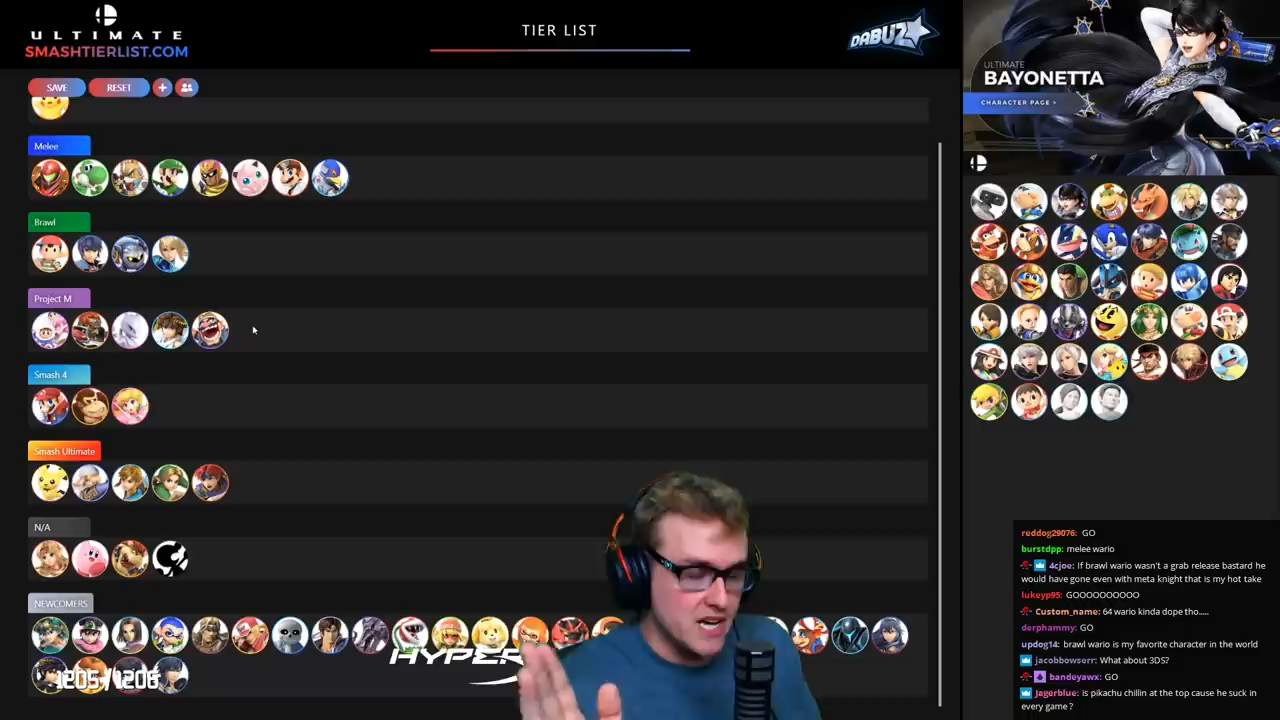 ULTIMATE
SMASHTIERLIST.COM
TIER LIST
DABUZ
SAVE
RESET
+
Melee
Brawl
Project M
Smash 4
Smash Ultimate
N/A
NEWCOMERS
1205/1206
HYPER
ULTIMATE
BAYONETTA
CHARACTER PAGE >
reddog29076: GO
burstdpp: melee wario
4cjoe: If brawl wario wasn't a grab release bastard he
would have gone even with meta knight that is my hot take
lukeyp95: GOOOOOOOOOO
Custom_name: 64 wario kinda dope tho.....
derphammy: GO
updog14: brawl wario is my favorite character in the world
jacobbowserr: What about 3DS?
bandeyawx: GO
Jagerblue: is pikachu chillin at the top cause he suck in
every game ?